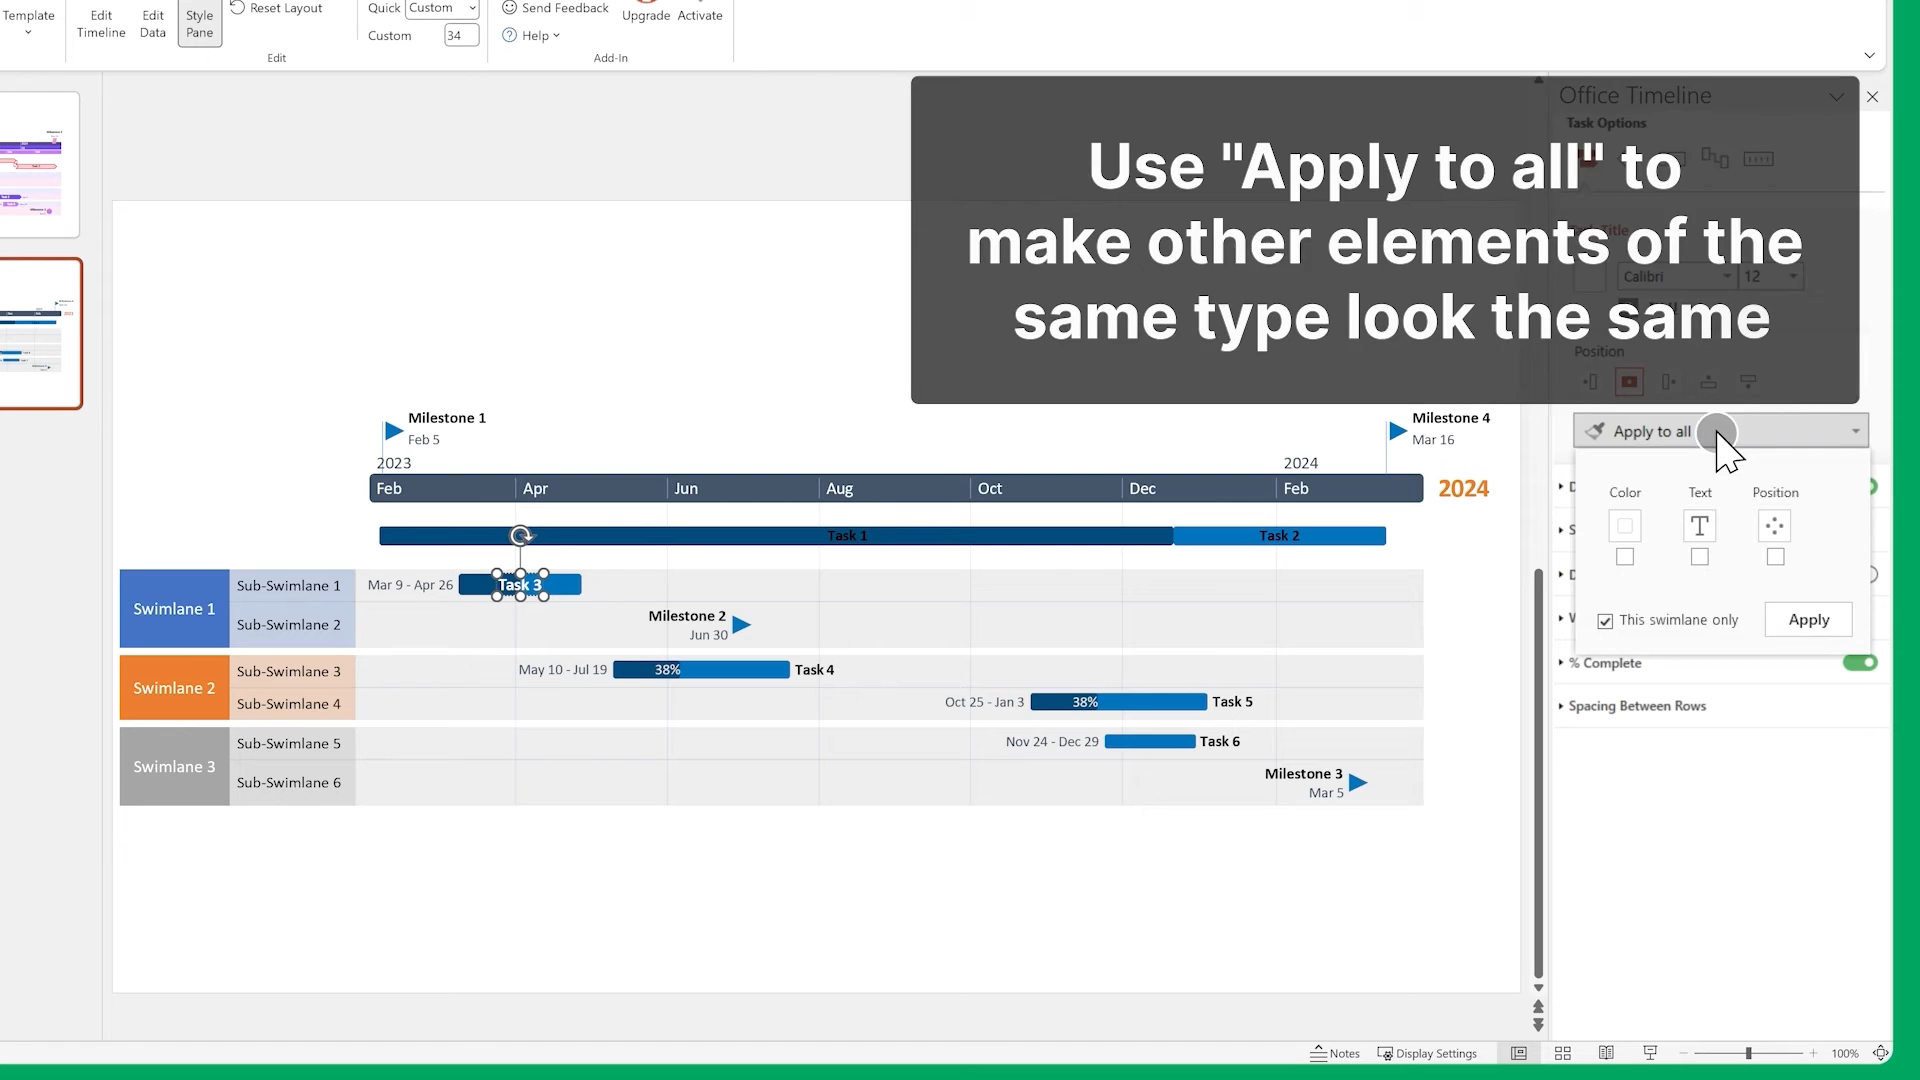 Template
Edit
Timeline
Edit
Data
Style
Pane
Reset Layout
Edit
Quick
Custom
Custom
34
Send Feedback
Help
Upgrade
Activate
Add-In
Office Timeline
Task Options
Use "Apply to all" to
make other elements of the
same type look the same
Title
Calibri
12
Position
Apply to all
Color
Text
Position
This swimlane only
Apply
% Complete
Spacing Between Rows
Milestone 1
Feb 5
Milestone 4
Mar 16
2023
2024
Feb
Apr
Jun
Aug
Oct
Dec
Feb
2024
Task 1
Task 2
Swimlane 1
Sub-Swimlane 1
Mar 9 - Apr 26
Task 3
Sub-Swimlane 2
Milestone 2
Jun 30
Swimlane 2
Sub-Swimlane 3
May 10 - Jul 19
38%
Task 4
Sub-Swimlane 4
Oct 25 - Jan 3
38%
Task 5
Swimlane 3
Sub-Swimlane 5
Nov 24 - Dec 29
Task 6
Sub-Swimlane 6
Milestone 3
Mar 5
Notes
Display Settings
100%